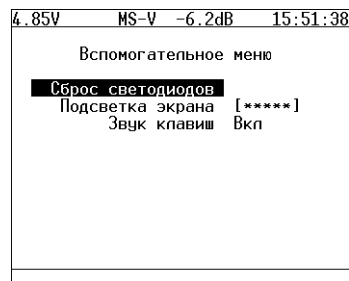 4.85V MS-V -6.2dB 15:51:38
Вспомогательное меню
Сброс светодиодов
Подсветка экрана [*****]
Звук клавиш Вкл